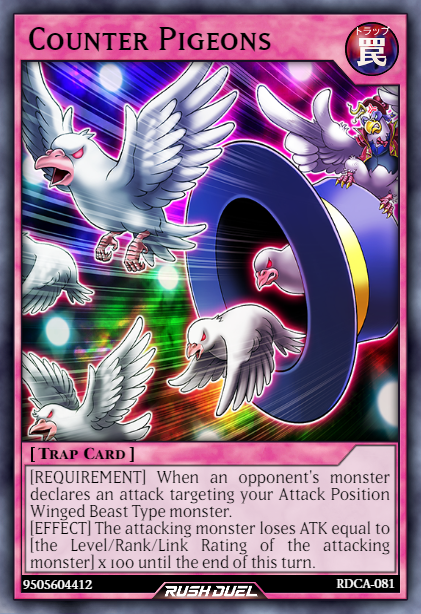 Counter Pigeons
トラップ
罠
[ Trap Card ]
[REQUIREMENT] When an opponent's monster
declares an attack targeting your Attack Position
Winged Beast Type monster.
[EFFECT] The attacking monster loses ATK equal to
[the Level/Rank/Link Rating of the attacking
monster] x 100 until the end of this turn.
9505604412
RUSH DUEL
RDCA-081